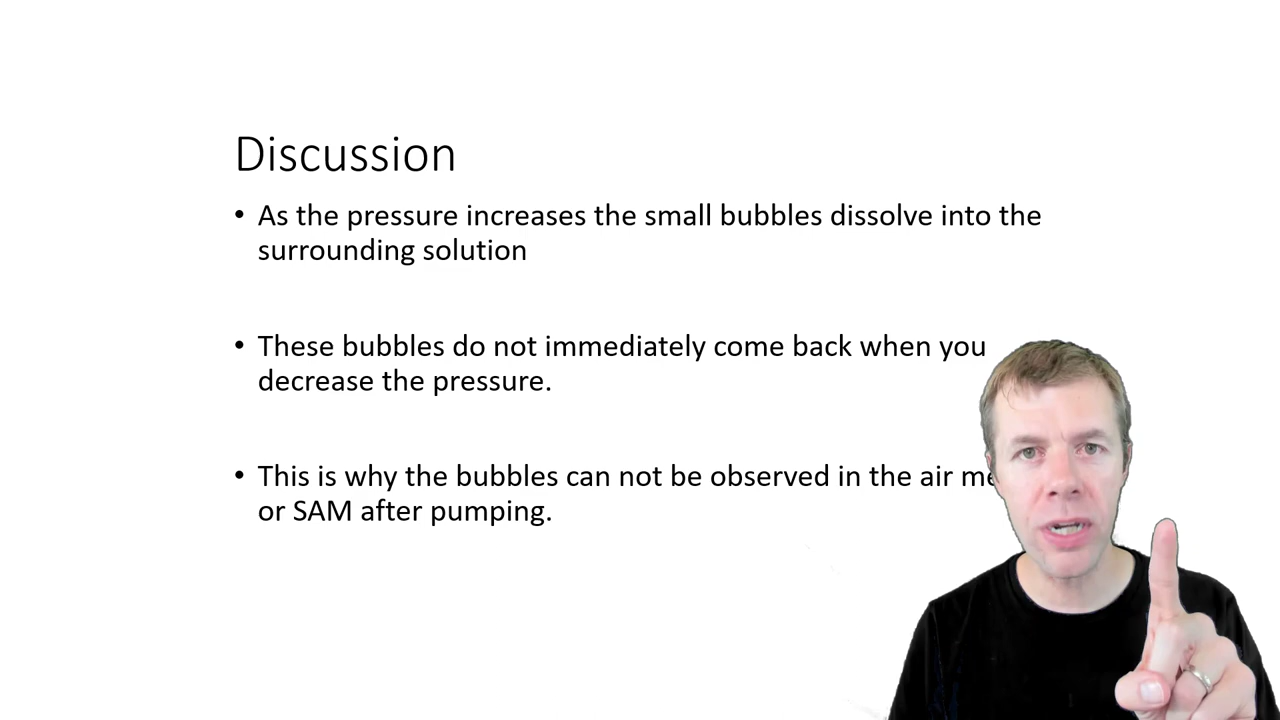 Discussion
• As the pressure increases the small bubbles dissolve into the
surrounding solution
• These bubbles do not immediately come back when you
decrease the pressure.
• This is why the bubbles can not be observed in the air
or SAM after pumping.